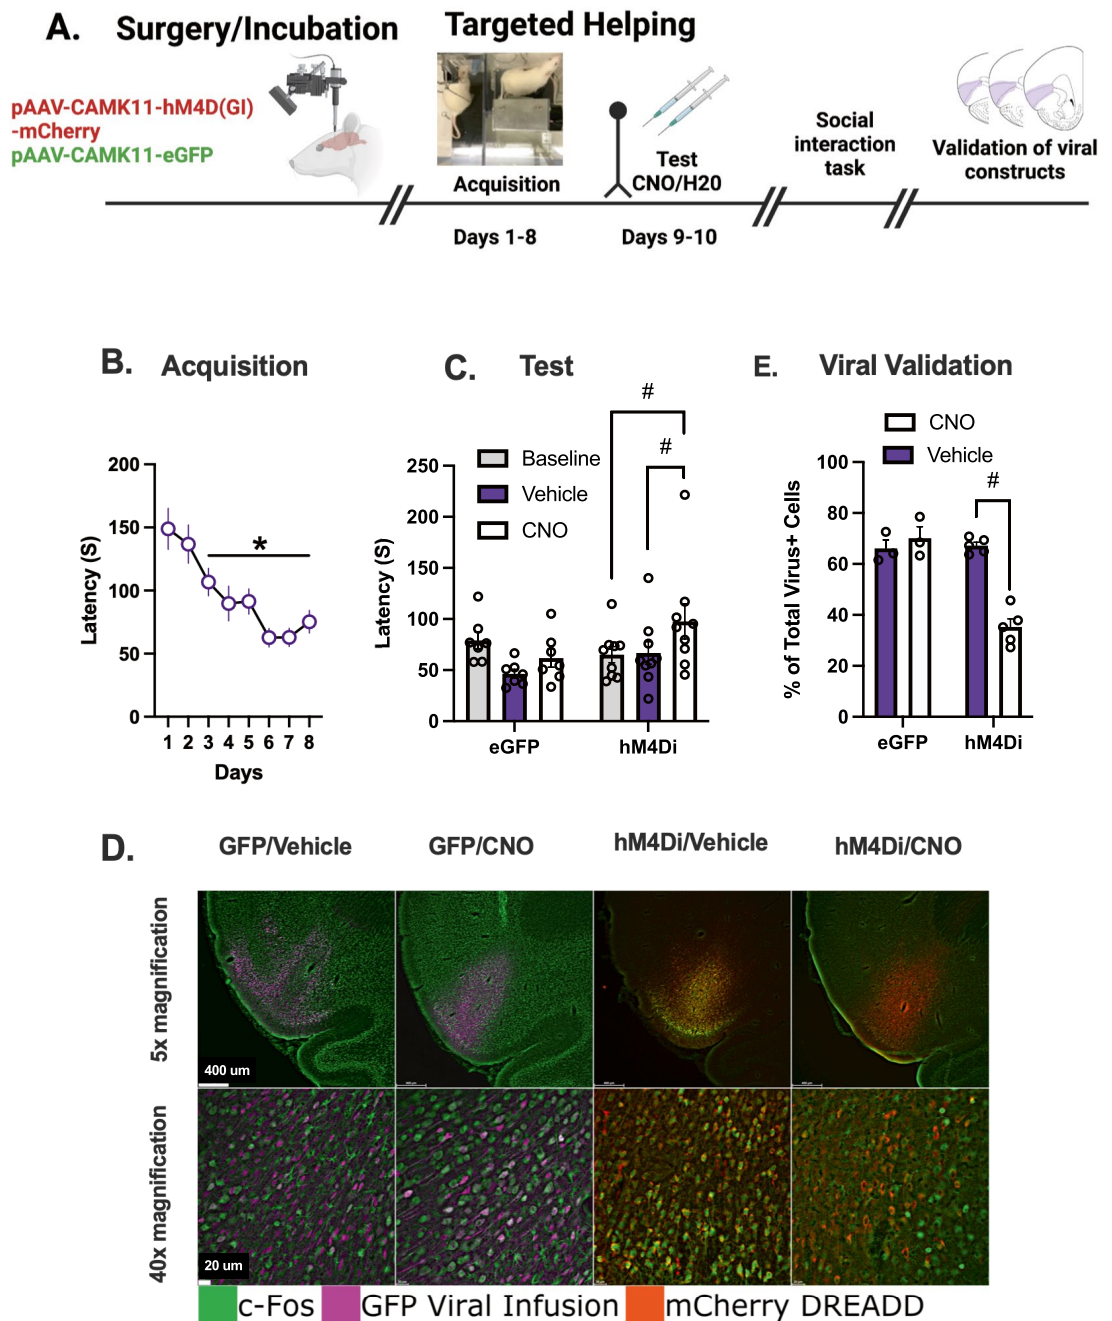 A.
Surgery/Incubation
Targeted Helping
pAAV-CAMK11-hM4D(GI)
-mCherry
pAAV-CAMK11-eGFP
Acquisition
Test
CNO/H20
Social
interaction
task
Validation of viral
constructs
Days 1-8
Days 9-10
B.
Acquisition
Latency (S)
200
150
100
50
0
*
1 2 3 4 5 6 7 8
Days
C.
Test
#
#
Baseline
Vehicle
CNO
Latency (S)
250
200
150
100
50
0
eGFP
hM4Di
E.
Viral Validation
CNO
Vehicle
#
% of Total Virus+ Cells
100
80
60
40
20
0
eGFP
hM4Di
D.
GFP/Vehicle
GFP/CNO
hM4Di/Vehicle
hM4Di/CNO
5x magnification
400 um
40x magnification
20 um
c-Fos
GFP Viral Infusion
mCherry DREADD